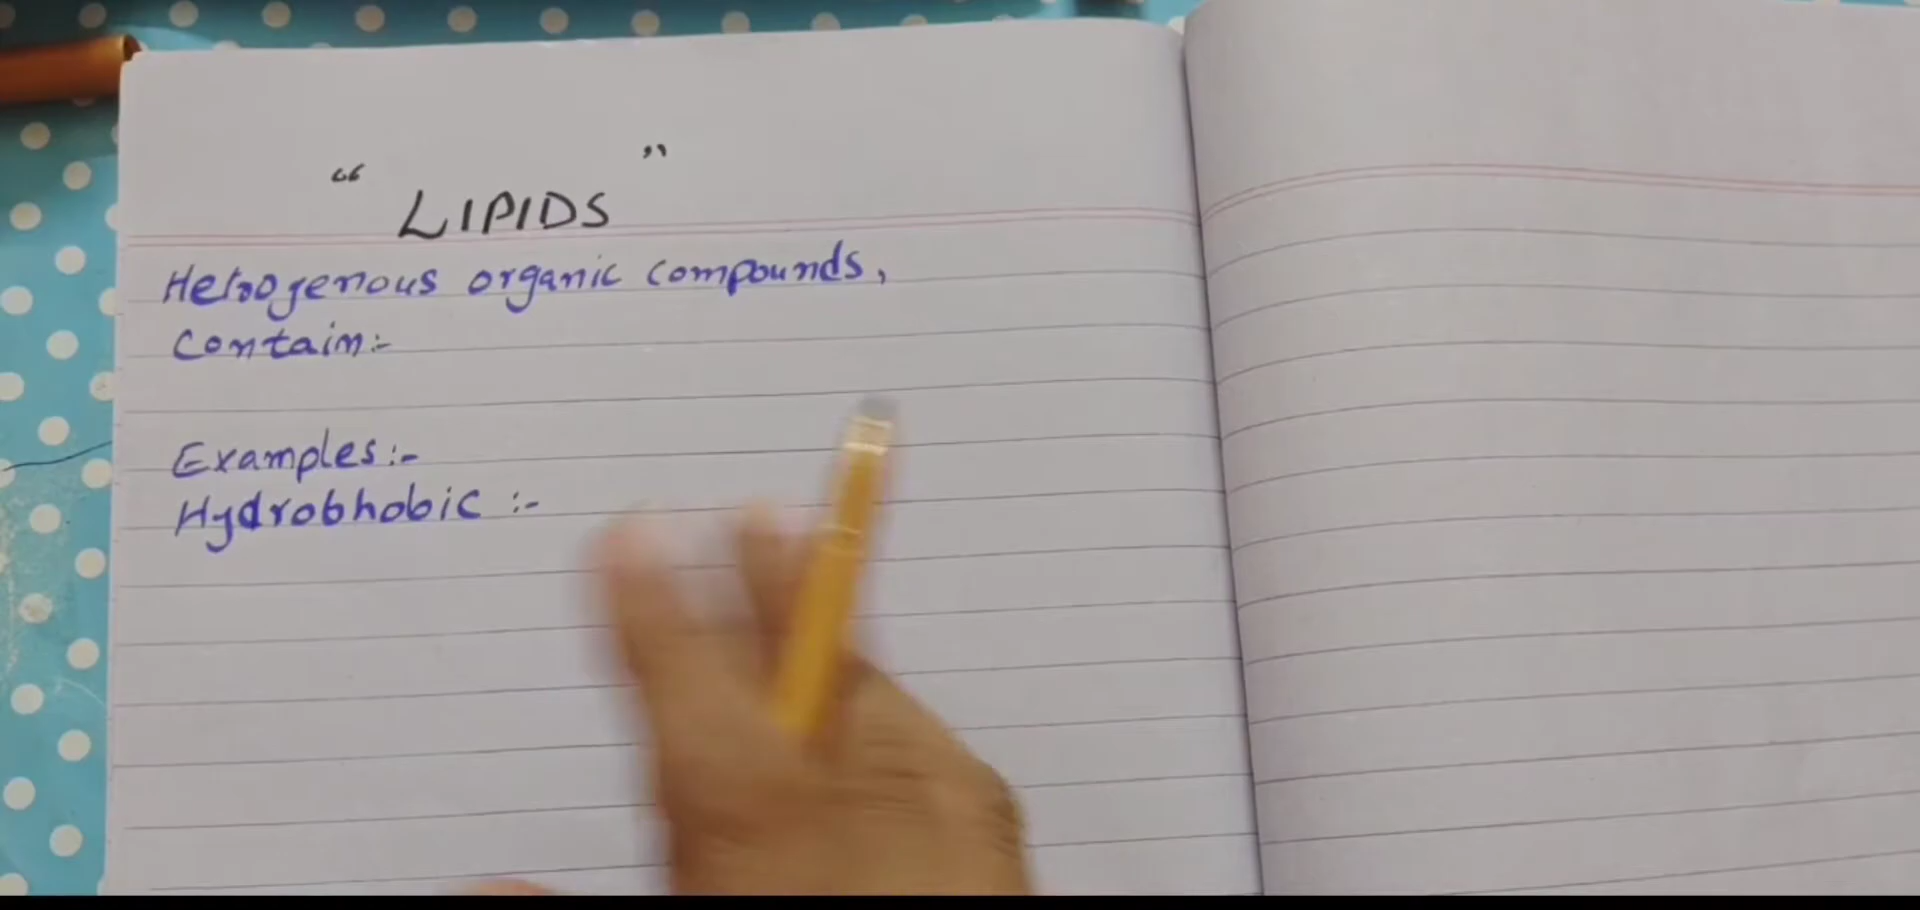 “ LIPIDS ”
Hetrogenous organic compounds,
Contain:-
Examples:-
Hydrobhobic :-